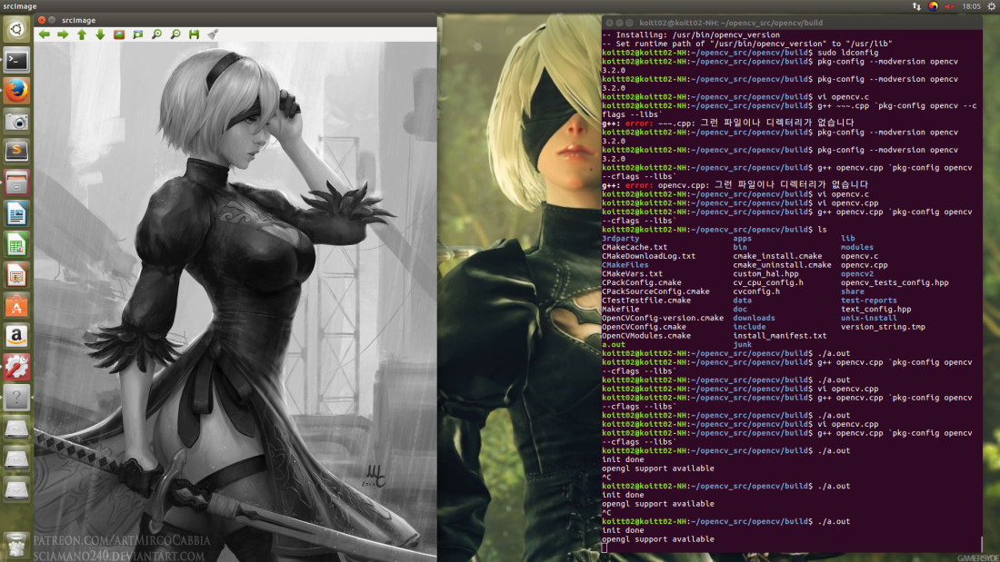 srcImage
18:05
srcImage
PATREON.COM/ARTMIRCOCABBIA
SCIAMANO240.DEVIANTART.COM
koitt02@koitt02-NH: ~/opencv_src/opencv/build
-- Installing: /usr/bin/opencv_version
-- Set runtime path of "/usr/bin/opencv_version" to "/usr/lib"
koitt02@koitt02-NH:~/opencv_src/opencv/build$ sudo ldconfig
koitt02@koitt02-NH:~/opencv_src/opencv/build$ pkg-config --modversion opencv
3.2.0
koitt02@koitt02-NH:~/opencv_src/opencv/build$ pkg-config --modversion opencv
3.2.0
koitt02@koitt02-NH:~/opencv_src/opencv/build$ vi opencv.c
koitt02@koitt02-NH:~/opencv_src/opencv/build$ g++ ~~~.cpp `pkg-config opencv --c
flags --libs`
g++: error: ~~~.cpp: 그런 파일이나 디렉터리가 없습니다
koitt02@koitt02-NH:~/opencv_src/opencv/build$ pkg-config --modversion opencv
3.2.0
koitt02@koitt02-NH:~/opencv_src/opencv/build$ pkg-config --modversion opencv
3.2.0
koitt02@koitt02-NH:~/opencv_src/opencv/build$ g++ opencv.cpp `pkg-config opencv
--cflags --libs`
g++: error: opencv.cpp: 그런 파일이나 디렉터리가 없습니다
koitt02@koitt02-NH:~/opencv_src/opencv/build$ vi opencv.c
koitt02@koitt02-NH:~/opencv_src/opencv/build$ vi opencv.cpp
koitt02@koitt02-NH:~/opencv_src/opencv/build$ g++ opencv.cpp `pkg-config opencv
--cflags --libs`
koitt02@koitt02-NH:~/opencv_src/opencv/build$ ls
3rdparty apps lib
CMakeCache.txt bin modules
CMakeDownloadLog.txt cmake_install.cmake opencv.c
CMakeFiles cmake_uninstall.cmake opencv.cpp
CMakeVars.txt custom_hal.hpp opencv2
CPackConfig.cmake cv_cpu_config.h opencv_tests_config.hpp
CPackSourceConfig.cmake cvconfig.h share
CTestTestfile.cmake data test-reports
Makefile doc text_config.hpp
OpenCVConfig-version.cmake downloads unix-install
OpenCVConfig.cmake include version_string.tmp
OpenCVModules.cmake install_manifest.txt
a.out junk
koitt02@koitt02-NH:~/opencv_src/opencv/build$ ./a.out
koitt02@koitt02-NH:~/opencv_src/opencv/build$ g++ opencv.cpp `pkg-config opencv
--cflags --libs`
koitt02@koitt02-NH:~/opencv_src/opencv/build$ ./a.out
koitt02@koitt02-NH:~/opencv_src/opencv/build$ vi opencv.cpp
koitt02@koitt02-NH:~/opencv_src/opencv/build$ g++ opencv.cpp `pkg-config opencv
--cflags --libs`
koitt02@koitt02-NH:~/opencv_src/opencv/build$ ./a.out
koitt02@koitt02-NH:~/opencv_src/opencv/build$ vi opencv.cpp
koitt02@koitt02-NH:~/opencv_src/opencv/build$ g++ opencv.cpp `pkg-config opencv
--cflags --libs`
koitt02@koitt02-NH:~/opencv_src/opencv/build$ ./a.out
init done
opengl support available
^C
koitt02@koitt02-NH:~/opencv_src/opencv/build$ ./a.out
init done
opengl support available
^C
koitt02@koitt02-NH:~/opencv_src/opencv/build$ ./a.out
init done
opengl support available
GAMERSYDE